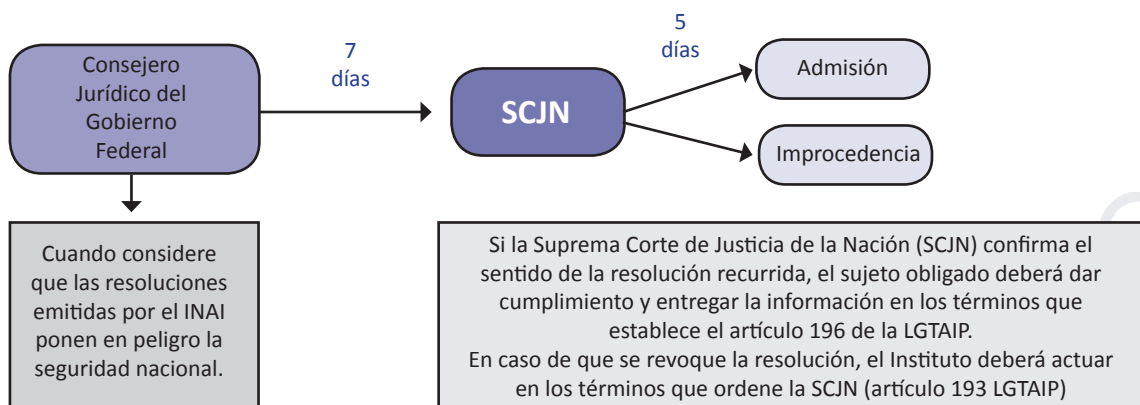 Consejero
Jurídico del
Gobierno
Federal
7
días
SCJN
5
días
Admisión
Improcedencia
Cuando considere
que las resoluciones
emitidas por el INAI
ponen en peligro la
seguridad nacional.
Si la Suprema Corte de Justicia de la Nación (SCJN) confirma el
sentido de la resolución recurrida, el sujeto obligado deberá dar
cumplimiento y entregar la información en los términos que
establece el artículo 196 de la LGTAIP.
En caso de que se revoque la resolución, el Instituto deberá actuar
en los términos que ordene la SCJN (artículo 193 LGTAIP)